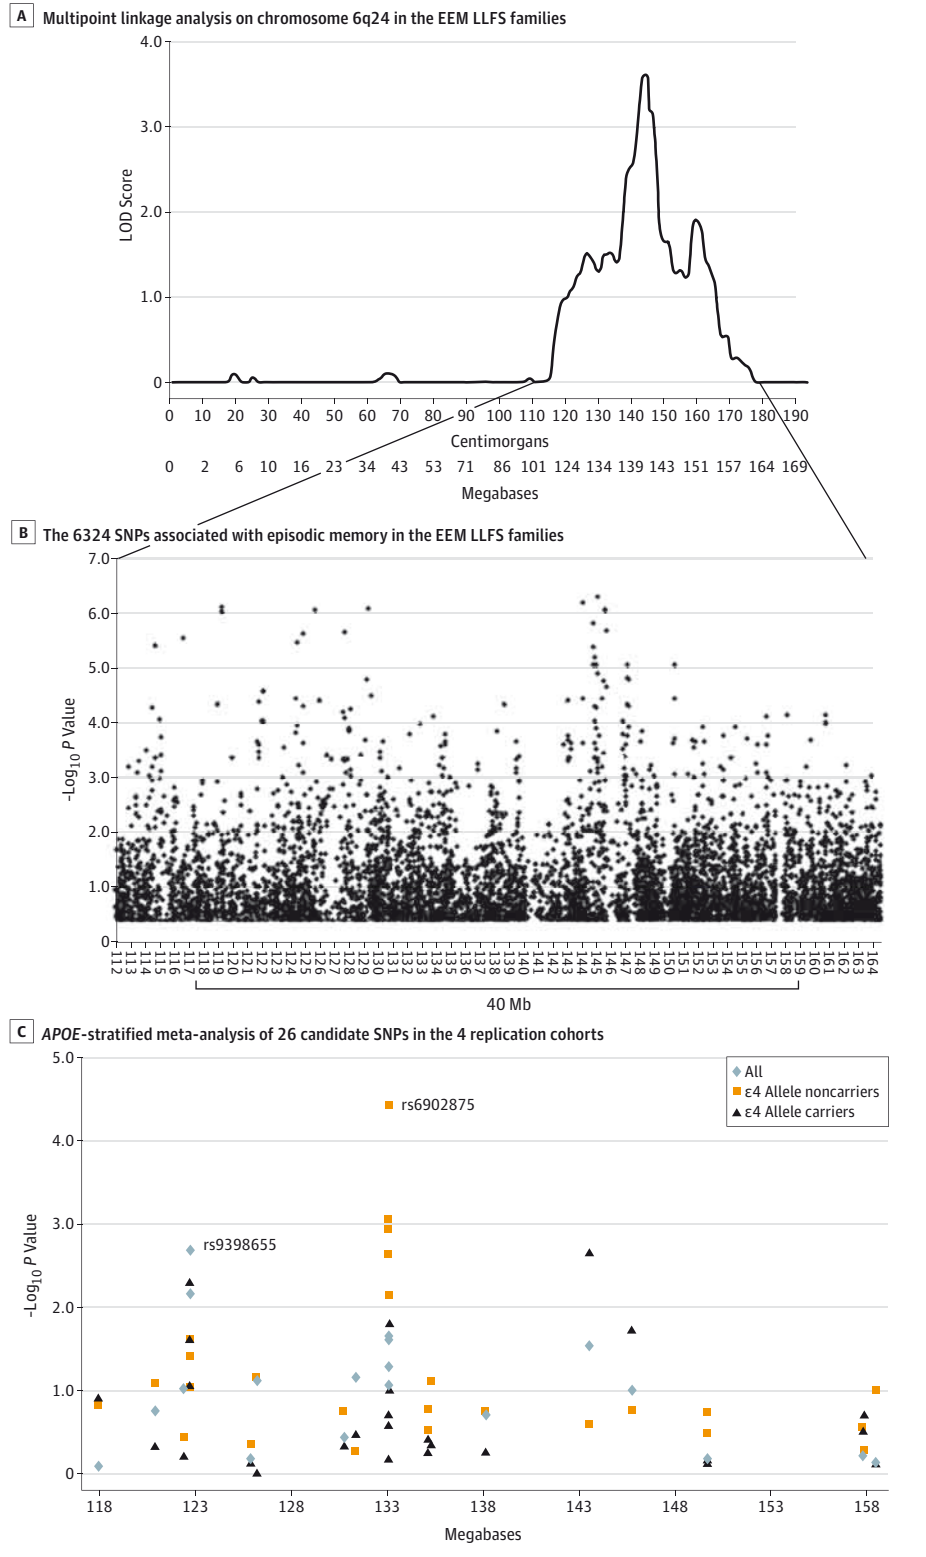 A Multipoint linkage analysis on chromosome 6q24 in the EEM LLFS families
4.0
3.0
2.0
1.0
0
LOD Score
0 10 20 30 40 50 60 70 80 90 100 110 120 130 140 150 160 170 180 190
Centimorgans
0 2 6 10 16 23 34 43 53 71 86 101 124 134 139 143 151 157 164 169
Megabases
B The 6324 SNPs associated with episodic memory in the EEM LLFS families
7.0
6.0
5.0
4.0
3.0
2.0
1.0
0
-Log10 P Value
112 113 114 115 116 117 118 119 120 121 122 123 124 125 126 127 128 129 130 131 132 133 134 135 136 137 138 139 140 141 142 143 144 145 146 147 148 149 150 151 152 153 154 155 156 157 158 159 160 161 162 163 164
40 Mb
C APOE-stratified meta-analysis of 26 candidate SNPs in the 4 replication cohorts
5.0
4.0
3.0
2.0
1.0
0
-Log10 P Value
All
ε4 Allele noncarriers
ε4 Allele carriers
rs6902875
rs9398655
118 123 128 133 138 143 148 153 158
Megabases